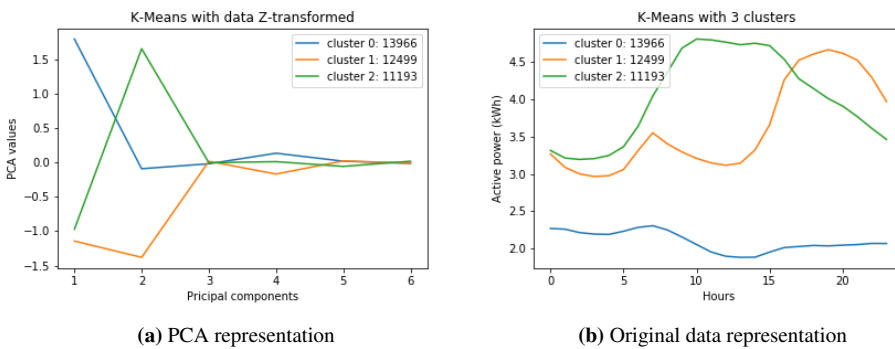 K-Means with data Z-transformed
cluster 0: 13966
cluster 1: 12499
cluster 2: 11193
1.5
1.0
0.5
0.0
−0.5
−1.0
−1.5
PCA values
1 2 3 4 5 6
Pricipal components
(a) PCA representation
K-Means with 3 clusters
cluster 0: 13966
cluster 1: 12499
cluster 2: 11193
4.5
4.0
3.5
3.0
2.5
2.0
Active power (kWh)
0 5 10 15 20
Hours
(b) Original data representation